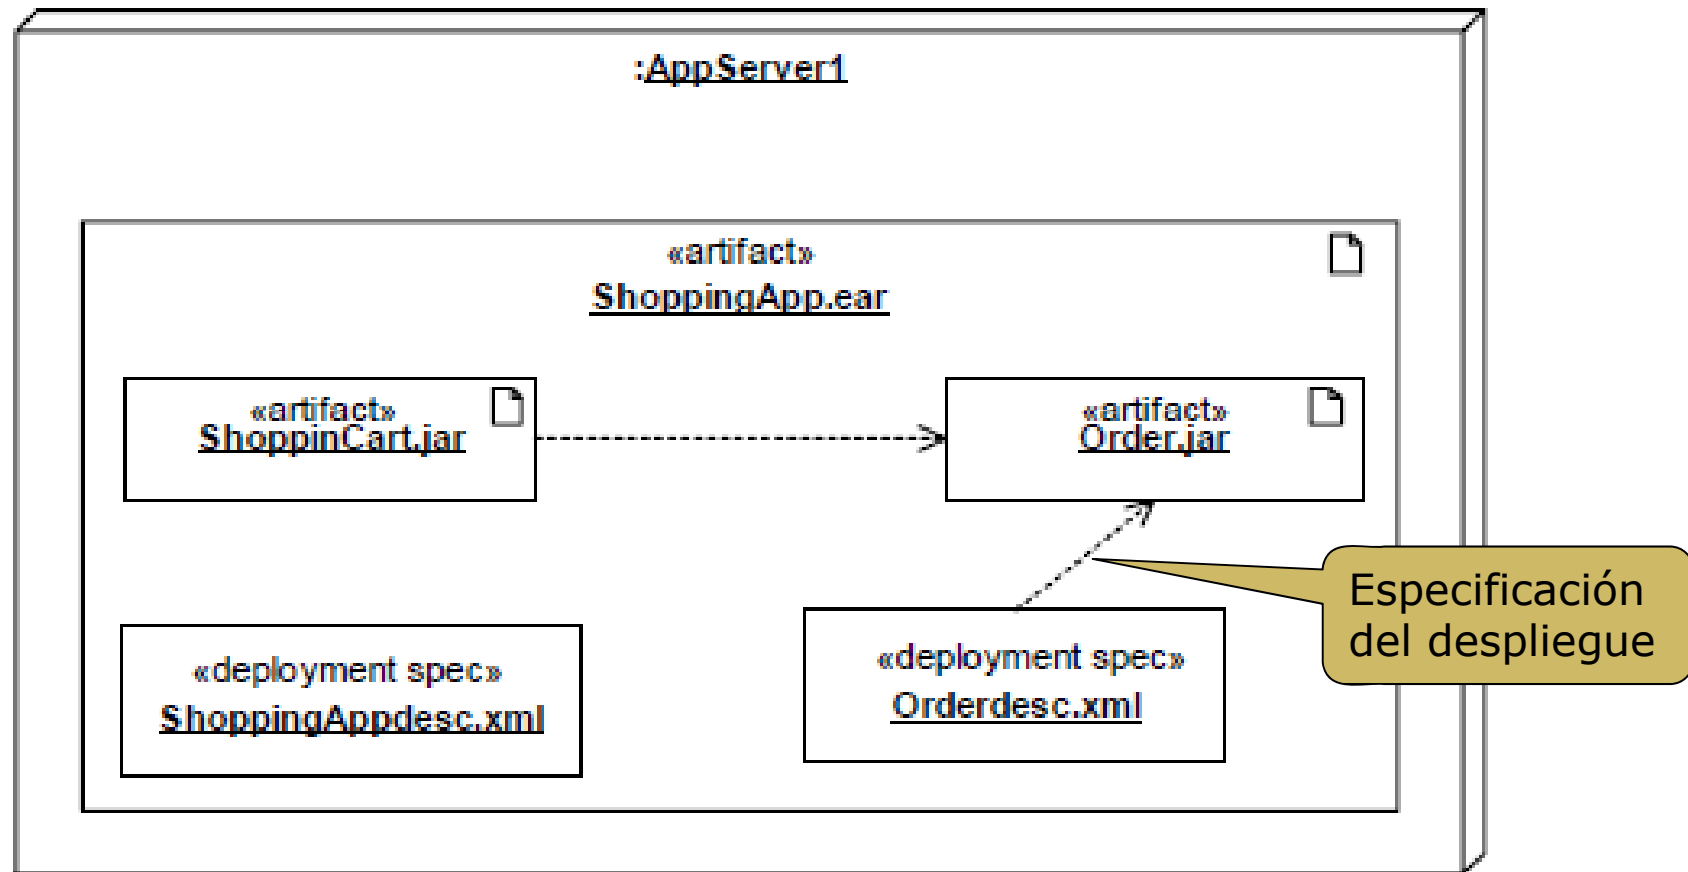 :AppServer1
«artifact»
ShoppingApp.ear
«artifact»
ShoppinCart.jar
«artifact»
Order.jar
Especificación
del despliegue
«deployment spec»
ShoppingAppdesc.xml
«deployment spec»
Orderdesc.xml